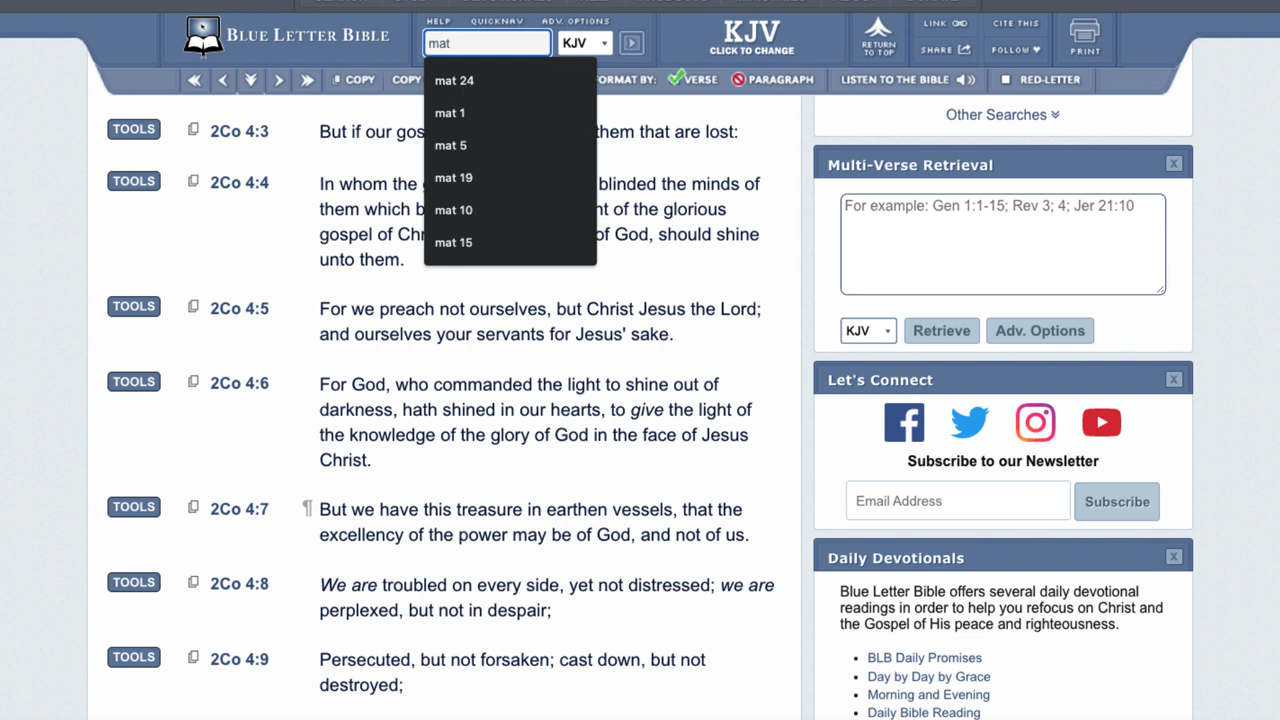 HELP QUICKNAV ADV. OPTIONS
BLUE LETTER BIBLE
mat
KJV
KJV
CLICK TO CHANGE
RETURN
TO TOP
LINK
SHARE
CITE THIS
FOLLOW
PRINT
COPY
COPY
FORMAT BY:
VERSE
PARAGRAPH
LISTEN TO THE BIBLE
RED-LETTER
mat 24
mat 1
mat 5
mat 19
mat 10
mat 15
TOOLS 2Co 4:3 But if our gos them that are lost:
TOOLS 2Co 4:4 In whom the blinded the minds of
them which b nt of the glorious
gospel of Chr of God, should shine
unto them.
TOOLS 2Co 4:5 For we preach not ourselves, but Christ Jesus the Lord;
and ourselves your servants for Jesus' sake.
TOOLS 2Co 4:6 For God, who commanded the light to shine out of
darkness, hath shined in our hearts, to give the light of
the knowledge of the glory of God in the face of Jesus
Christ.
TOOLS 2Co 4:7 ¶ But we have this treasure in earthen vessels, that the
excellency of the power may be of God, and not of us.
TOOLS 2Co 4:8 We are troubled on every side, yet not distressed; we are
perplexed, but not in despair;
TOOLS 2Co 4:9 Persecuted, but not forsaken; cast down, but not
destroyed;
Other Searches
Multi-Verse Retrieval X
For example: Gen 1:1-15; Rev 3; 4; Jer 21:10
KJV Retrieve Adv. Options
Let's Connect X
Subscribe to our Newsletter
Email Address Subscribe
Daily Devotionals X
Blue Letter Bible offers several daily devotional
readings in order to help you refocus on Christ and
the Gospel of His peace and righteousness.
• BLB Daily Promises
• Day by Day by Grace
• Morning and Evening
• Daily Bible Reading